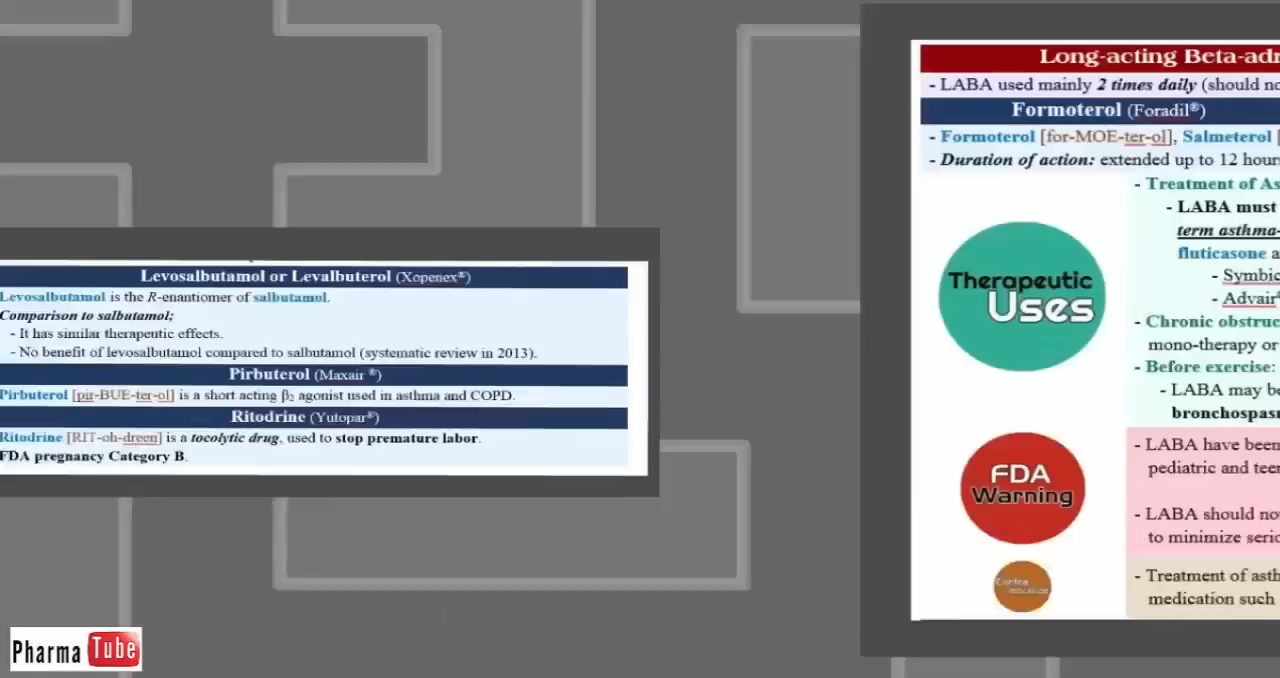 Levosalbutamol or Levalbuterol (Xopenex®)
Levosalbutamol is the R-enantiomer of salbutamol.
Comparison to salbutamol;
- It has similar therapeutic effects.
- No benefit of levosalbutamol compared to salbutamol (systematic review in 2013).
Pirbuterol (Maxair ®)
Pirbuterol [pir-BUE-ter-ol] is a short acting β₂ agonist used in asthma and COPD.
Ritodrine (Yutopar®)
Ritodrine [RIT-oh-dreen] is a tocolytic drug, used to stop premature labor.
FDA pregnancy Category B.
Long-acting Beta-adr
- LABA used mainly 2 times daily (should no
Formoterol (Foradil®)
- Formoterol [for-MOE-ter-ol], Salmeterol [
- Duration of action: extended up to 12 hour
Therapeutic
Uses
- Treatment of As
- LABA must
term asthma-
fluticasone a
- Symbic
- Advair
- Chronic obstruc
mono-therapy or
- Before exercise:
- LABA may be
bronchospas
FDA
Warning
- LABA have been
pediatric and teen
- LABA should no
to minimize serio
Contra
indication
- Treatment of asth
medication such
Pharma Tube